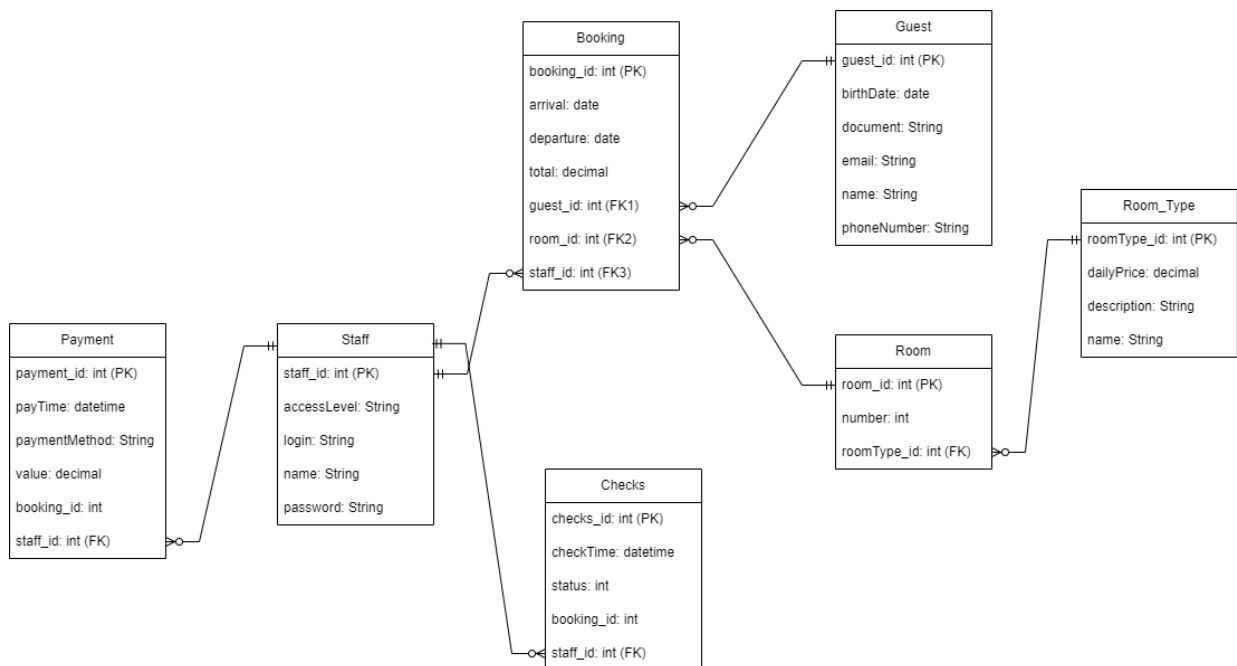 Booking
booking_id: int (PK)
arrival: date
departure: date
total: decimal
guest_id: int (FK1)
room_id: int (FK2)
staff_id: int (FK3)
Guest
guest_id: int (PK)
birthDate: date
document: String
email: String
name: String
phoneNumber: String
Room_Type
roomType_id: int (PK)
dailyPrice: decimal
description: String
name: String
Payment
payment_id: int (PK)
payTime: datetime
paymentMethod: String
value: decimal
booking_id: int
staff_id: int (FK)
Staff
staff_id: int (PK)
accessLevel: String
login: String
name: String
password: String
Room
room_id: int (PK)
number: int
roomType_id: int (FK)
Checks
checks_id: int (PK)
checkTime: datetime
status: int
booking_id: int
staff_id: int (FK)